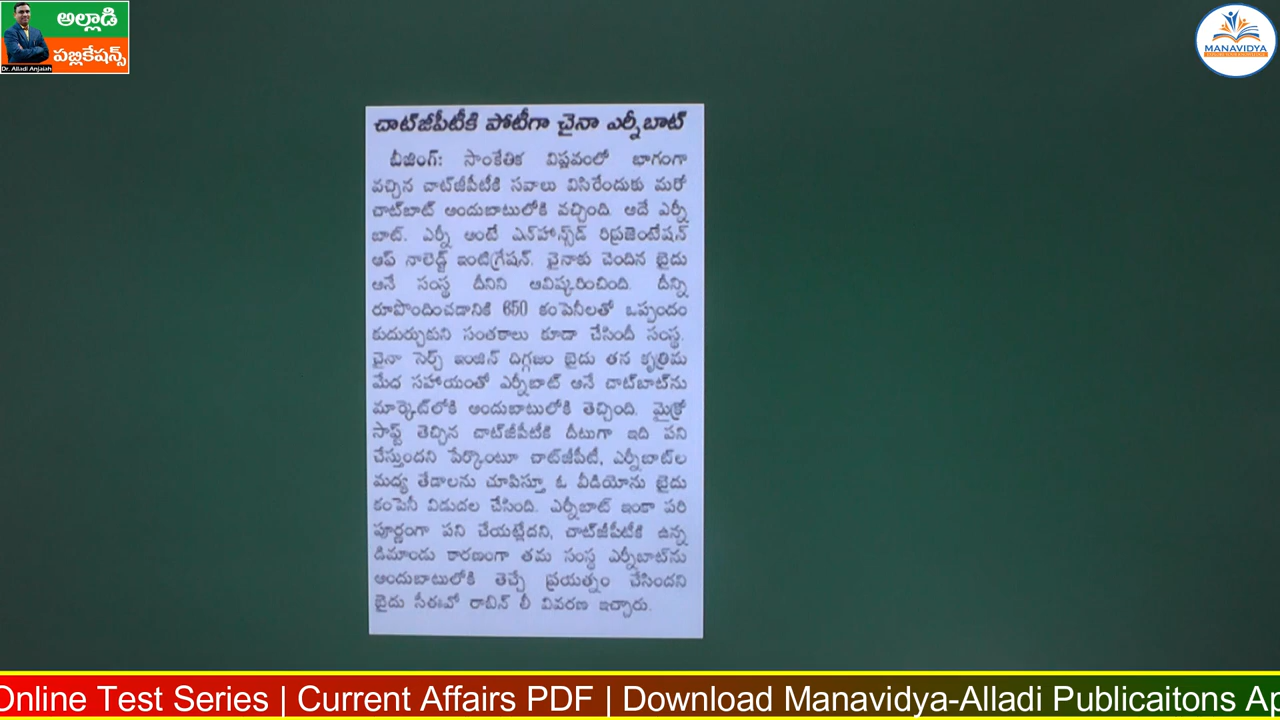 అల్లాడి
పబ్లికేషన్స్
Dr. Alladi Anjaiah
MANAVIDYA
చాట్‌జీపీటీకి పోటీగా చైనా ఎర్నీబాట్
బీజింగ్: సాంకేతిక విప్లవంలో భాగంగా
వచ్చిన చాట్‌జీపీటీకి సవాలు విసిరేందుకు మరో
చాట్‌బాట్ అందుబాటులోకి వచ్చింది. అదే ఎర్నీ
బాట్. ఎర్నీ అంటే ఎన్‌హాన్స్‌డ్ రిప్రజెంటేషన్
ఆఫ్ నాలెడ్జ్ ఇంటిగ్రేషన్. చైనాకు చెందిన బైదు
అనే సంస్థ దీనిని ఆవిష్కరించింది. దీన్ని
రూపొందించడానికి 650 కంపెనీలతో ఒప్పందం
కుదుర్చుకుని సంతకాలు కూడా చేసిందీ సంస్థ.
చైనా సెర్చ్ ఇంజిన్ దిగ్గజం బైదు తన కృత్రిమ
మేధ సహాయంతో ఎర్నీబాట్ అనే చాట్‌బాట్‌ను
మార్కెట్‌లోకి అందుబాటులోకి తెచ్చింది. మైక్రో
సాఫ్ట్ తెచ్చిన చాట్‌జీపీటీకి దీటుగా ఇది పని
చేస్తుందని పేర్కొంటూ చాట్‌జీపీటీ, ఎర్నీబాట్‌ల
మధ్య తేడాలను చూపిస్తూ ఓ వీడియోను బైదు
కంపెనీ విడుదల చేసింది. ఎర్నీబాట్ ఇంకా పరి
పూర్ణంగా పని చేయట్లేదని, చాట్‌జీపీటీకి ఉన్న
డిమాండు కారణంగా తమ సంస్థ ఎర్నీబాట్‌ను
అందుబాటులోకి తెచ్చే ప్రయత్నం చేసిందని
బైదు సీఈవో రాబిన్ లీ వివరణ ఇచ్చారు.
Online Test Series | Current Affairs PDF | Download Manavidya-Alladi Publicaitons Ap